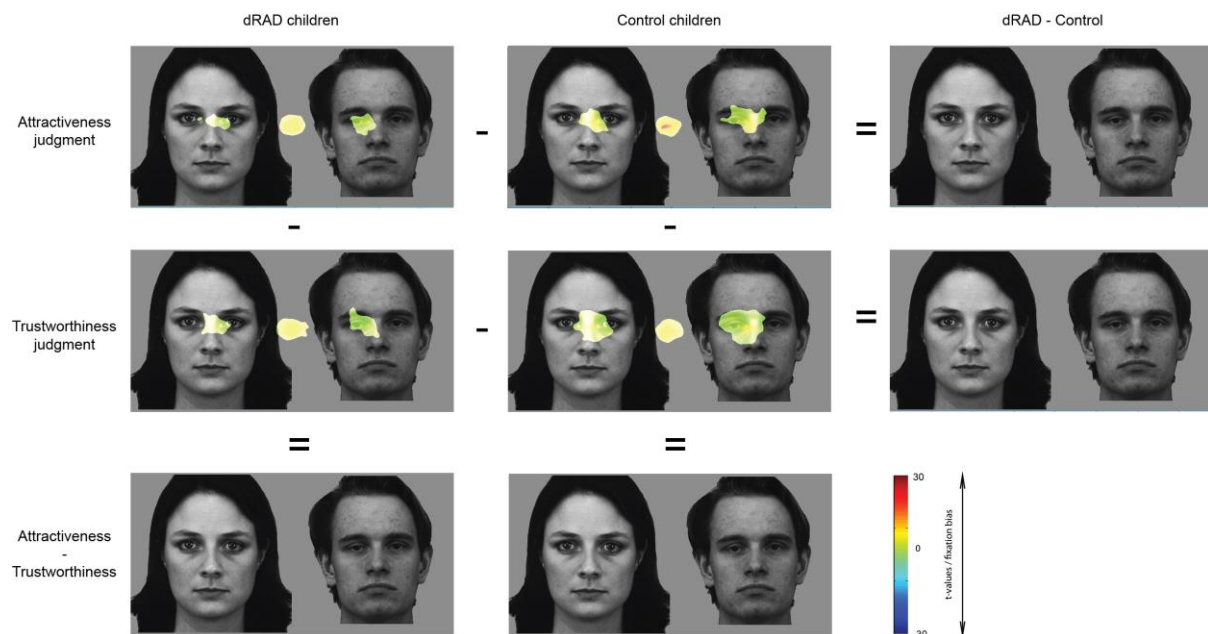 dRAD children
Control children
dRAD - Control
Attractiveness
judgment
-
=
-
-
Trustworthiness
judgment
-
=
=
=
Attractiveness
-
Trustworthiness
30
0
-30
t-values / fixation bias